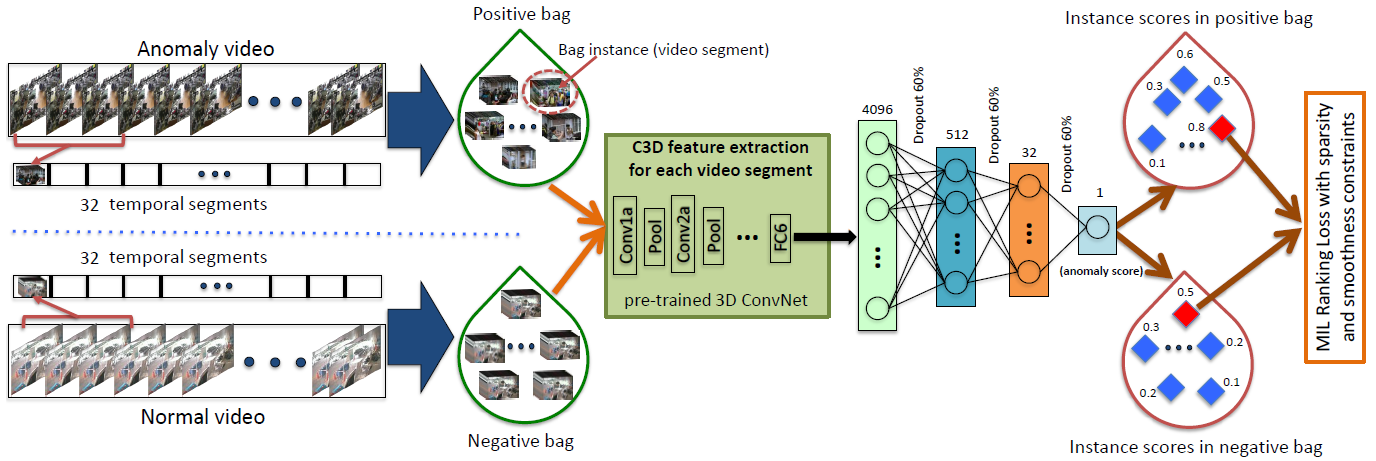 Anomaly video
32 temporal segments
32 temporal segments
Normal video
Positive bag
Bag instance (video segment)
Negative bag
C3D feature extraction
for each video segment
Conv1a
Pool
Conv2a
Pool
FC6
pre-trained 3D ConvNet
4096
Dropout 60%
512
Dropout 60%
32
Dropout 60%
1
(anomaly score)
Instance scores in positive bag
0.6
0.3
0.5
0.8
0.1
0.5
0.3
0.2
0.2
0.1
Instance scores in negative bag
MIL Ranking Loss with sparsity
and smoothness constraints